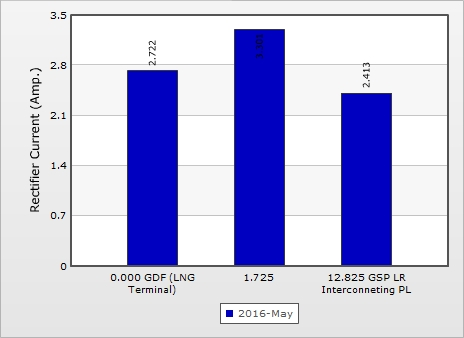 3.5
2.8
2.1
1.4
0.7
0
Rectifier Current (Amp.)
2.722
2.413
0.000 GDF (LNG
Terminal)
1.725
12.825 GSP LR
Interconneting PL
2016-May